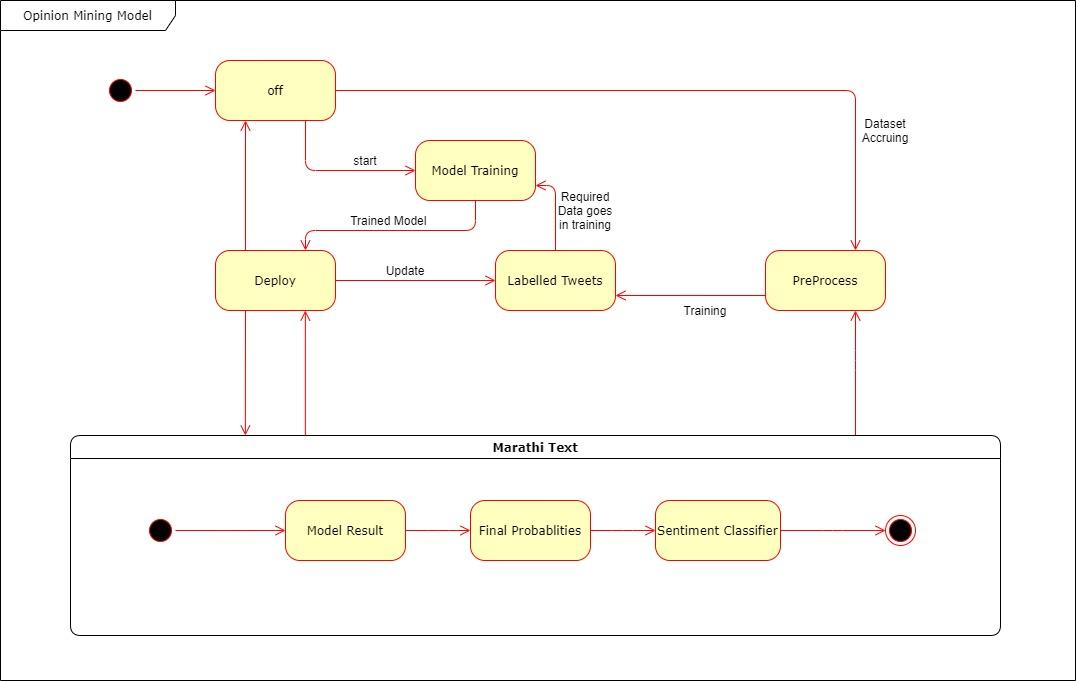 Opinion Mining Model
off
Dataset
Accruing
start
Model Training
Required
Data goes
in training
Trained Model
Deploy
Update
Labelled Tweets
PreProcess
Training
Marathi Text
Model Result
Final Probablities
Sentiment Classifier